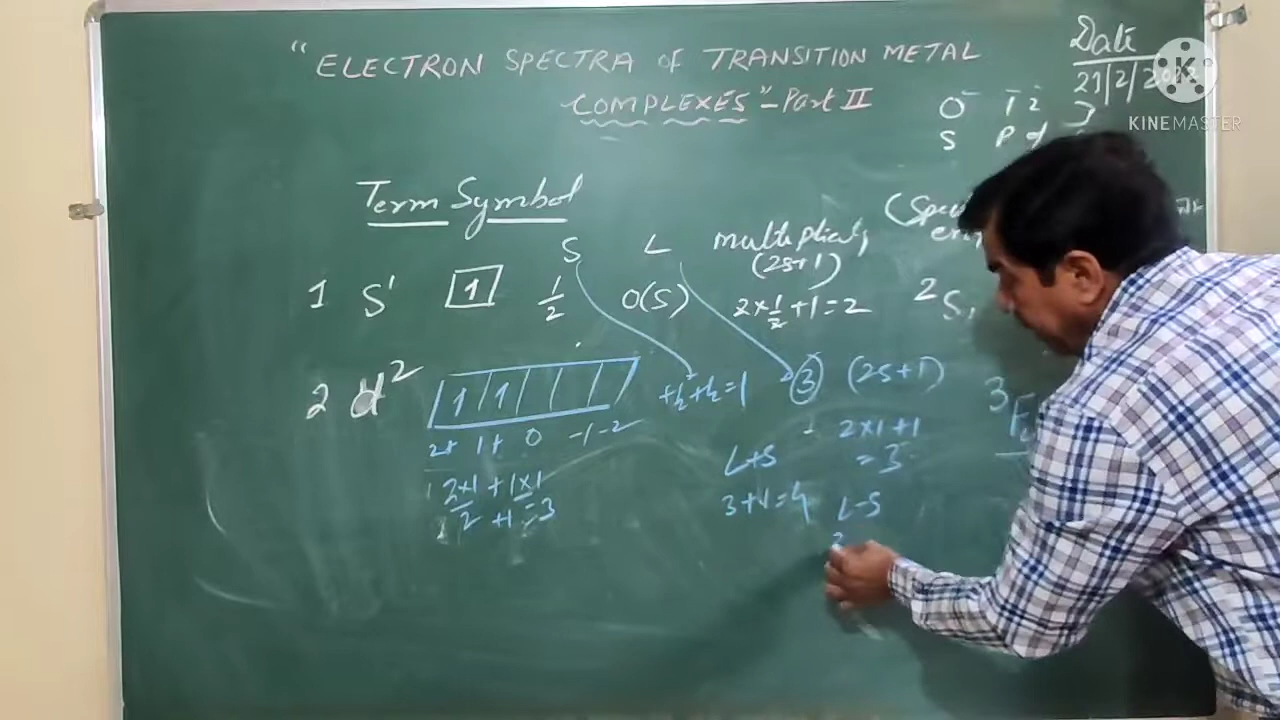 "ELECTRON SPECTRA OF TRANSITION METAL
COMPLEXES" – Part II
Date
21/2/
KINEMASTER
0 1 2 3
S P d
Term Symbol
S L multiplicity
(2s+1)
1 S¹ 1 1/2 0(S) 2×1/2+1=2 ²S
2 d² 1 1 +½+½=1 3 (2s+1) ³F
2+ 1+ 0 -1 -2
2×1 + 1×1
2 +1 = 3
2×1+1
= 3
L+S
3+1=4
L-S